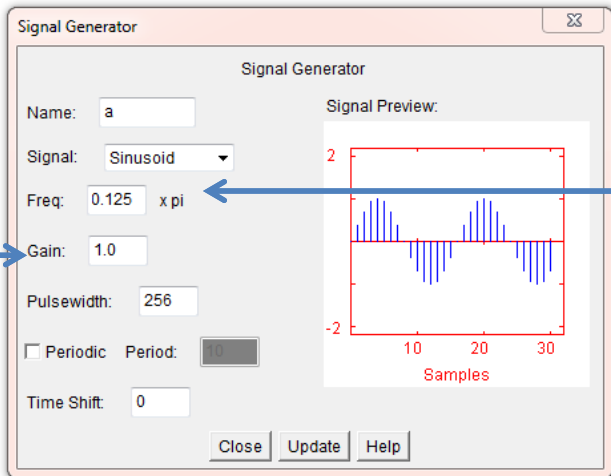 Signal Generator
Signal Generator
Name: a
Signal: Sinusoid
Freq: 0.125 x pi
Gain: 1.0
Pulsewidth: 256
Periodic Period: 10
Time Shift: 0
Signal Preview:
2
-2
10 20 30
Samples
Close Update Help